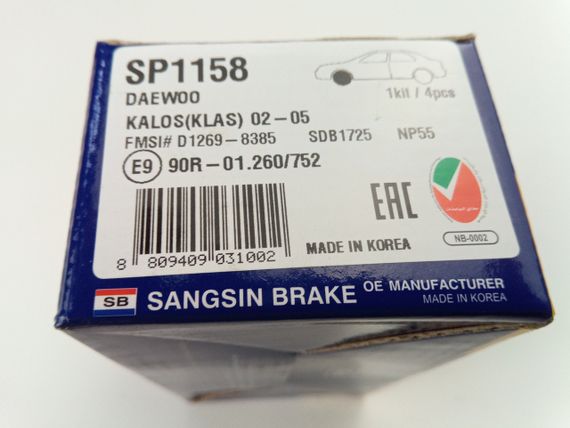 SP1158
DAEWOO
1kit / 4pcs
KALOS(KLAS) 02-05
FMSI# D1269-8385 SDB1725 NP55
E9 90R-01.260/752
EAC
NB-0002
8 809409 031002
MADE IN KOREA
SB SANGSIN BRAKE OE MANUFACTURER
MADE IN KOREA